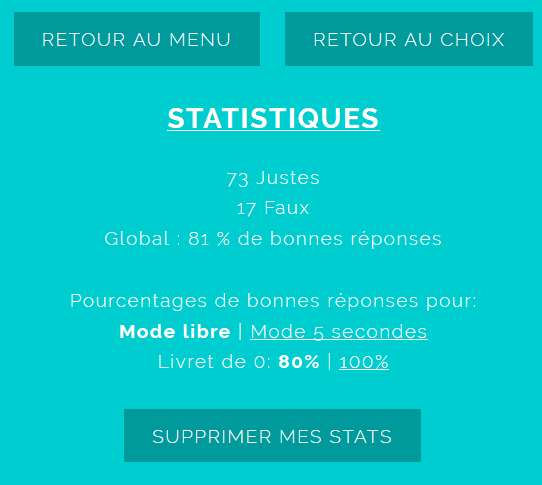 RETOUR AU MENU
RETOUR AU CHOIX
STATISTIQUES
73 Justes
17 Faux
Global : 81 % de bonnes réponses
Pourcentages de bonnes réponses pour:
Mode libre | Mode 5 secondes
Livret de 0: 80% | 100%
SUPPRIMER MES STATS